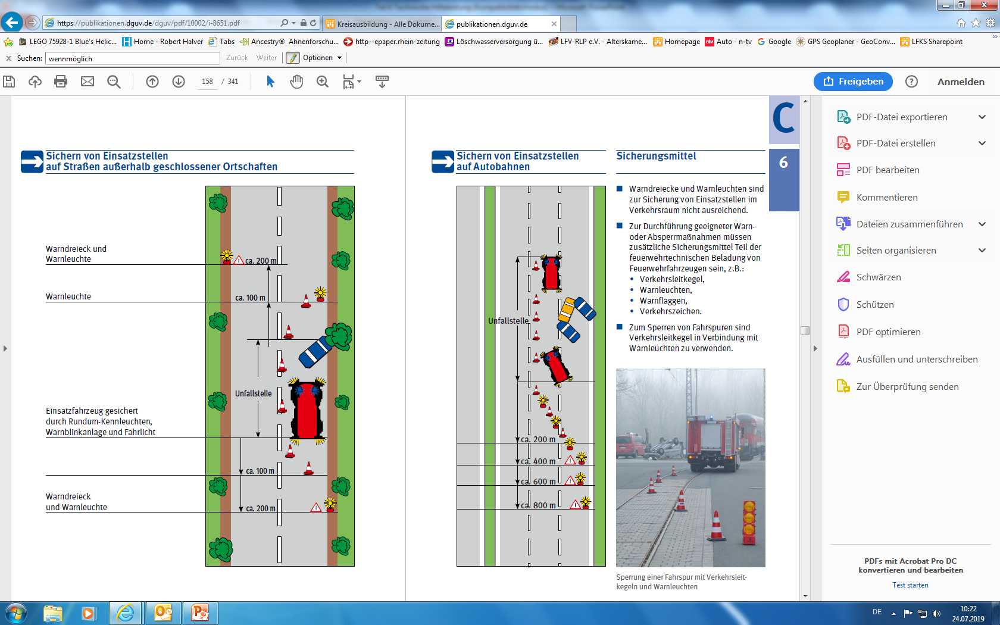 https://publikationen.dguv.de/dguv/pdf/10002/i-8651.pdf
Kreisausbildung - Alle Dokume...
publikationen.dguv.de
LEGO 75928-1 Blue's Helic...
Home - Robert Halver
Tabs
Ancestry® Ahnenforschu...
http--epaper.rhein-zeitung
Löschwasserversorgung ü...
LFV-RLP e.V. - Alterskame...
Homepage
ntv Auto - n-tv
Google
GPS Geoplaner - GeoConv...
LFKS Sharepoint
Suchen: wennmöglich
Zurück
Weiter
Optionen
158 / 341
Freigeben
Anmelden
Sichern von Einsatzstellen
auf Straßen außerhalb geschlossener Ortschaften
Warndreieck und
Warnleuchte
ca. 200 m
Warnleuchte
ca. 100 m
Unfallstelle
Einsatzfahrzeug gesichert
durch Rundum-Kennleuchten,
Warnblinkanlage und Fahrlicht
ca. 100 m
Warndreieck
und Warnleuchte
ca. 200 m
Sichern von Einsatzstellen
auf Autobahnen
Unfallstelle
ca. 200 m
ca. 400 m
ca. 600 m
ca. 800 m
C
6
Sicherungsmittel
Warndreiecke und Warnleuchten sind
zur Sicherung von Einsatzstellen im
Verkehrsraum nicht ausreichend.
Zur Durchführung geeigneter Warn-
oder Absperrmaßnahmen müssen
zusätzliche Sicherungsmittel Teil der
feuerwehrtechnischen Beladung von
Feuerwehrfahrzeugen sein, z.B.:
• Verkehrsleitkegel,
• Warnleuchten,
• Warnflaggen,
• Verkehrszeichen.
Zum Sperren von Fahrspuren sind
Verkehrsleitkegel in Verbindung mit
Warnleuchten zu verwenden.
Sperrung einer Fahrspur mit Verkehrsleit-
kegeln und Warnleuchten
PDF-Datei exportieren
PDF-Datei erstellen
PDF bearbeiten
Kommentieren
Dateien zusammenführen
Seiten organisieren
Schwärzen
Schützen
PDF optimieren
Ausfüllen und unterschreiben
Zur Überprüfung senden
PDFs mit Acrobat Pro DC
konvertieren und bearbeiten
Test starten
DE
10:22
24.07.2019